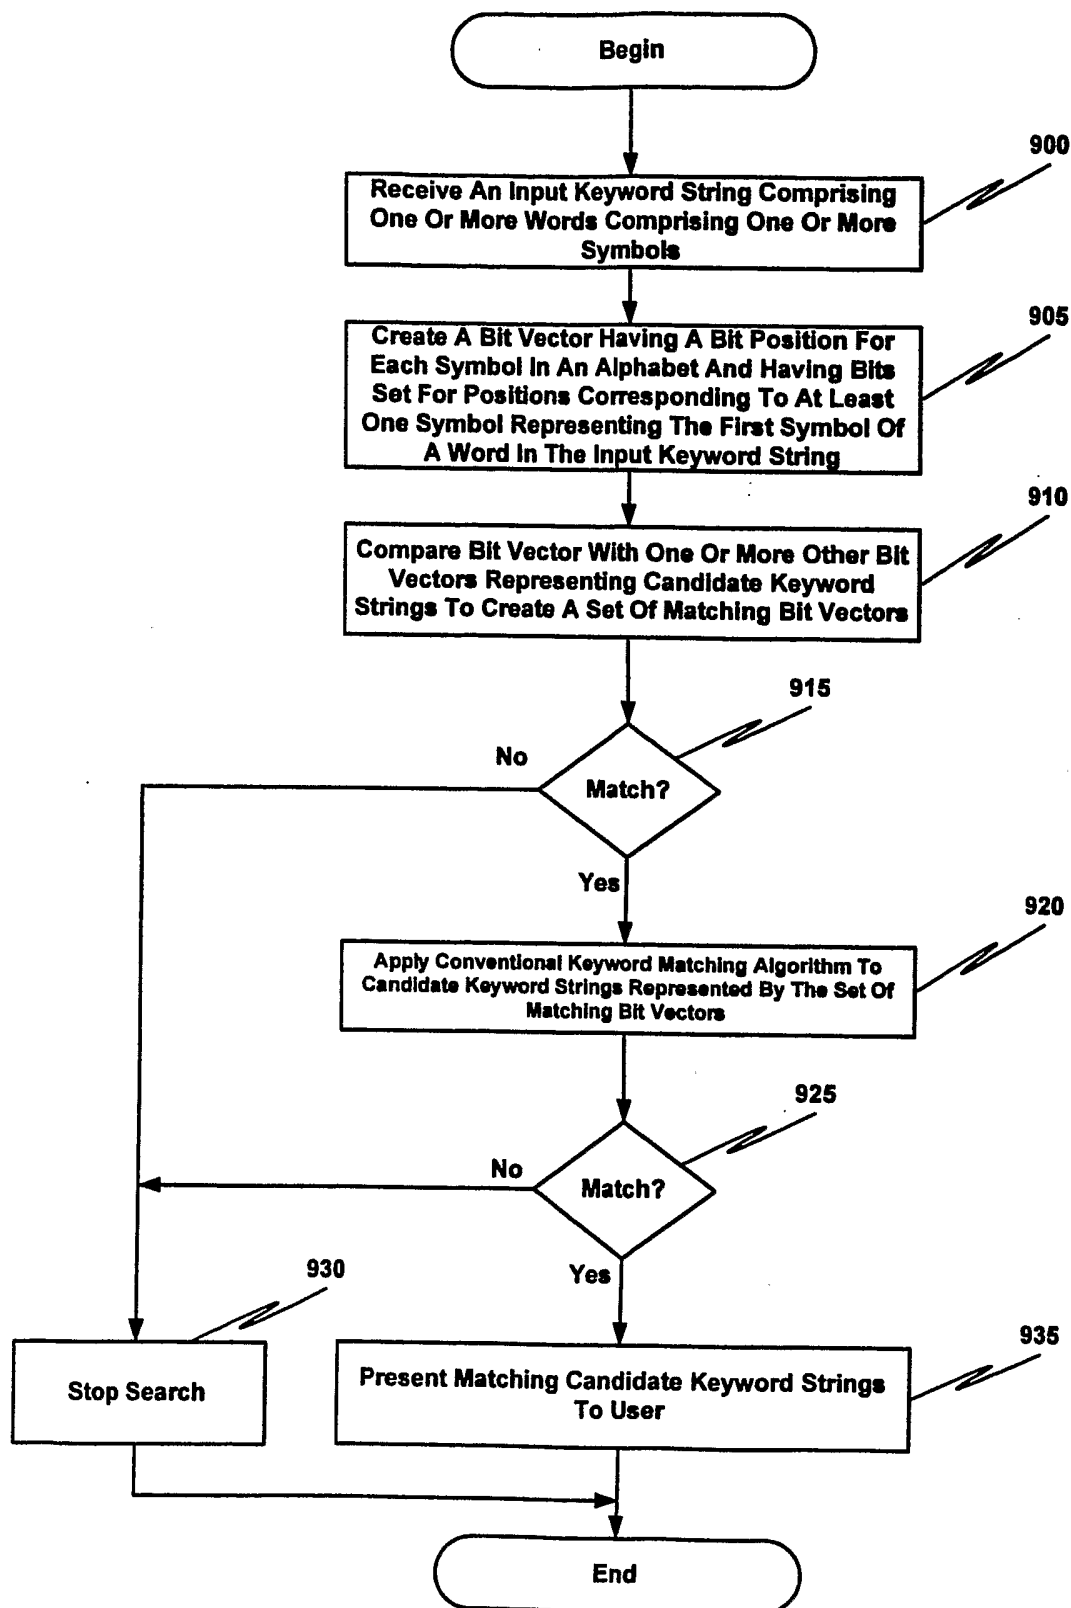 Begin
900
Receive An Input Keyword String Comprising
One Or More Words Comprising One Or More
Symbols
905
Create A Bit Vector Having A Bit Position For
Each Symbol In An Alphabet And Having Bits
Set For Positions Corresponding To At Least
One Symbol Representing The First Symbol Of
A Word In The Input Keyword String
910
Compare Bit Vector With One Or More Other Bit
Vectors Representing Candidate Keyword
Strings To Create A Set Of Matching Bit Vectors
915
No
Match?
Yes
920
Apply Conventional Keyword Matching Algorithm To
Candidate Keyword Strings Represented By The Set Of
Matching Bit Vectors
925
No
Match?
Yes
930
Stop Search
935
Present Matching Candidate Keyword Strings
To User
End